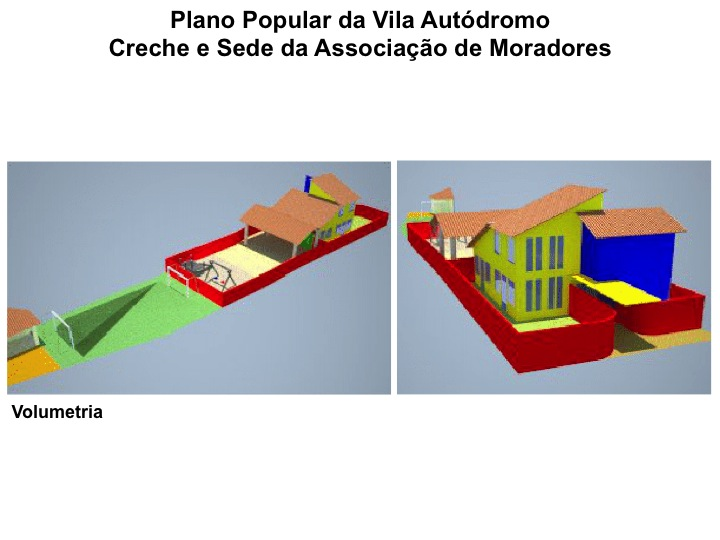 Plano Popular da Vila Autódromo
Creche e Sede da Associação de Moradores
Volumetria